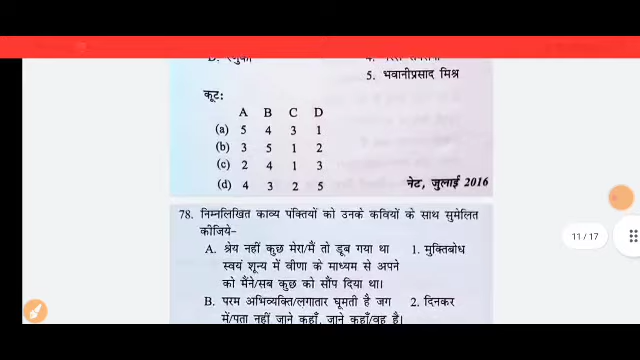 D. रेणुका
5. भवानीप्रसाद मिश्र
कूट:
A B C D
(a) 5 4 3 1
(b) 3 5 1 2
(c) 2 4 1 3
(d) 4 3 2 5
नेट, जुलाई 2016
78. निम्नलिखित काव्य पंक्तियों को उनके कवियों के साथ सुमेलित
कीजिये-
A. श्रेय नहीं कुछ मेरा/मैं तो डूब गया था 1. मुक्तिबोध
स्वयं शून्य में वीणा के माध्यम से अपने
को मैंने/सब कुछ को सौंप दिया था।
B. परम अभिव्यक्ति/लगातार घूमती है जग 2. दिनकर
में/पता नहीं जाने कहाँ, जाने कहाँ/वह है।
11 / 17